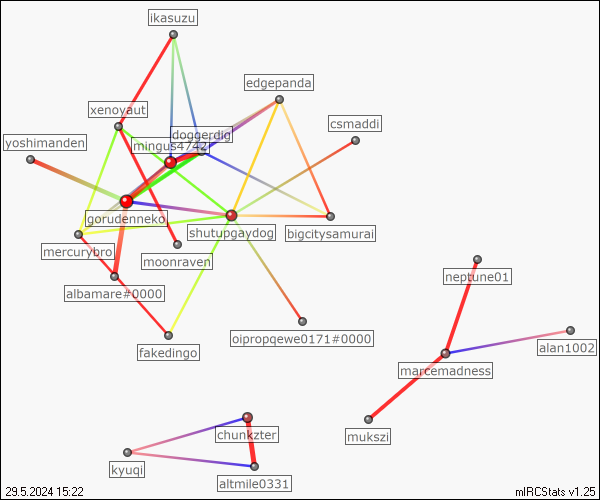 ikasuzu
edgepanda
xenoyaut
csmaddi
doggerdig
mingus4742
yoshimanden
gorudenneko
shutupgaydog
bigcitysamurai
mercurybro
moonraven
neptune01
albamare#0000
oipropqewe0171#0000
alan1002
fakedingo
marcemadness
mukszi
chunkzter
kyuqi
altmile0331
29.5.2024 15:22
mIRCStats v1.25